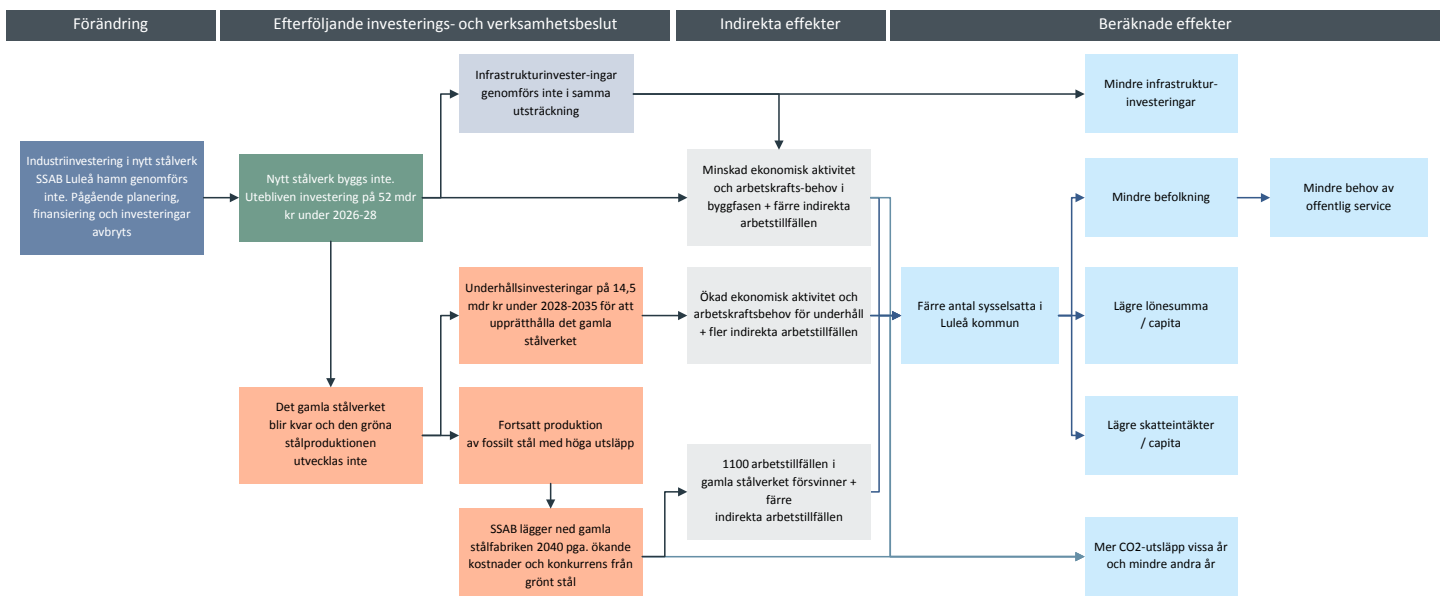 Förändring
Efterföljande investerings- och verksamhetsbeslut
Indirekta effekter
Beräknade effekter
Infrastrukturinvester-ingar
genomförs inte i samma
utsträckning
Mindre infrastruktur-
investeringar
Industriinvestering i nytt stålverk
SSAB Luleå hamn genomförs
inte. Pågående planering,
finansiering och investeringar
avbryts
Nytt stålverk byggs inte.
Utebliven investering på 52 mdr
kr under 2026-28
Minskad ekonomisk aktivitet
och arbetskrafts-behov i
byggfasen + färre indirekta
arbetstillfällen
Mindre befolkning
Mindre behov av
offentlig service
Underhållsinvesteringar på 14,5
mdr kr under 2028-2035 för att
upprätthålla det gamla
stålverket
Ökad ekonomisk aktivitet och
arbetskraftsbehov för underhåll
+ fler indirekta arbetstillfällen
Färre antal sysselsatta i
Luleå kommun
Lägre lönesumma
/ capita
Det gamla stålverket
blir kvar och den gröna
stålproduktionen
utvecklas inte
Fortsatt produktion
av fossilt stål med höga utsläpp
Lägre skatteintäkter
/ capita
1100 arbetstillfällen i
gamla stålverket försvinner +
färre
indirekta arbetstillfällen
SSAB lägger ned gamla
stålfabriken 2040 pga. ökande
kostnader och konkurrens från
grönt stål
Mer CO2-utsläpp vissa år
och mindre andra år